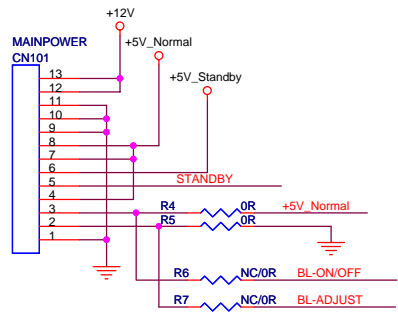 +12V
MAINPOWER
+5V_Normal
CN101
+5V_Standby
13
12
11
10
9
8
7
6
5
STANDBY
4
3
R4
0R
+5V_Normal
2
R5
0R
1
R6
NC/0R
BL-ON/OFF
R7
NC/0R
BL-ADJUST